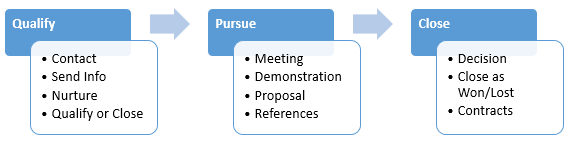 Qualify
• Contact
• Send Info
• Nurture
• Qualify or Close
Pursue
• Meeting
• Demonstration
• Proposal
• References
Close
• Decision
• Close as
Won/Lost
• Contracts